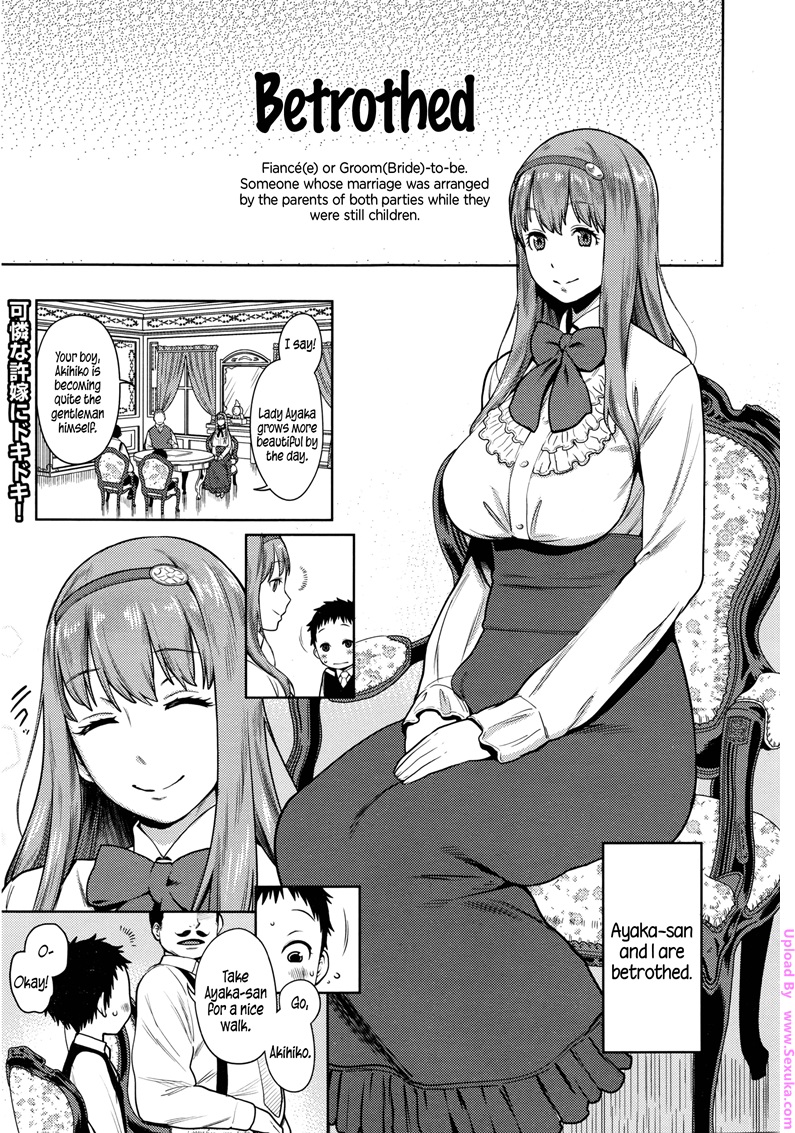 Betrothed
Fiancé(e) or Groom(Bride)-to-be.
Someone whose marriage was arranged
by the parents of both parties while they
were still children.
可憐な許嫁にドキドキ!
I say!
Lady Ayaka
grows more
beautiful by
the day.
Your boy,
Akihiko is
becoming
quite the
gentleman
himself.
Ayaka-san
and I are
betrothed.
Go,
Akihiko.
Take
Ayaka-san
for a nice
walk.
O-
Okay!
Upload By www.Sexuka.com